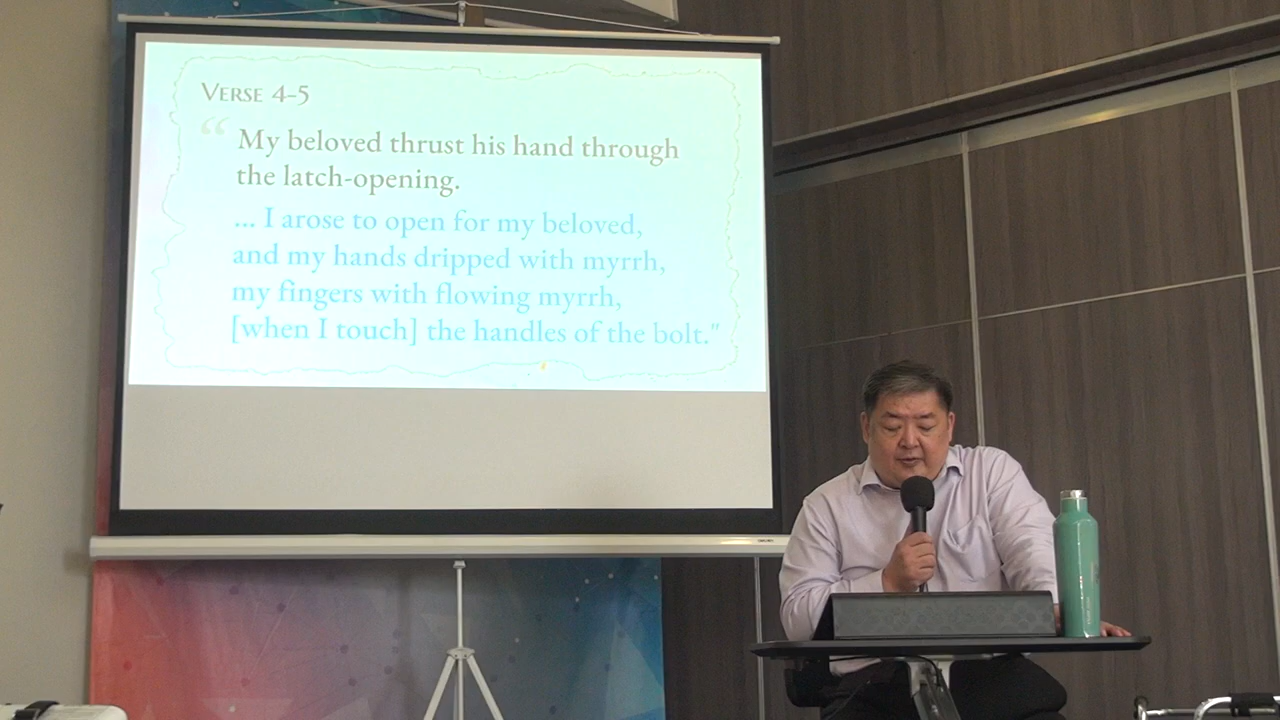 VERSE 4-5
“ My beloved thrust his hand through
the latch-opening.
... I arose to open for my beloved,
and my hands dripped with myrrh,
my fingers with flowing myrrh,
[when I touch] the handles of the bolt."